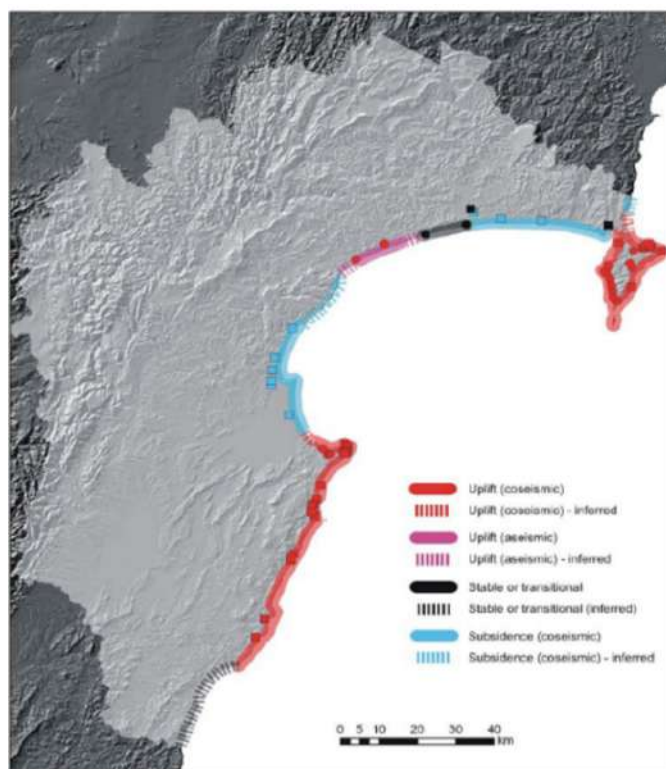 Uplift (coseismic)
Uplift (coseismic) - inferred
Uplift (aseismic)
Uplift (aseismic) - inferred
Stable or transitional
Stable or transitional (inferred)
Subsidence (coseismic)
Subsidence (coseismic) - inferred
0 5 10 20 30 40
km